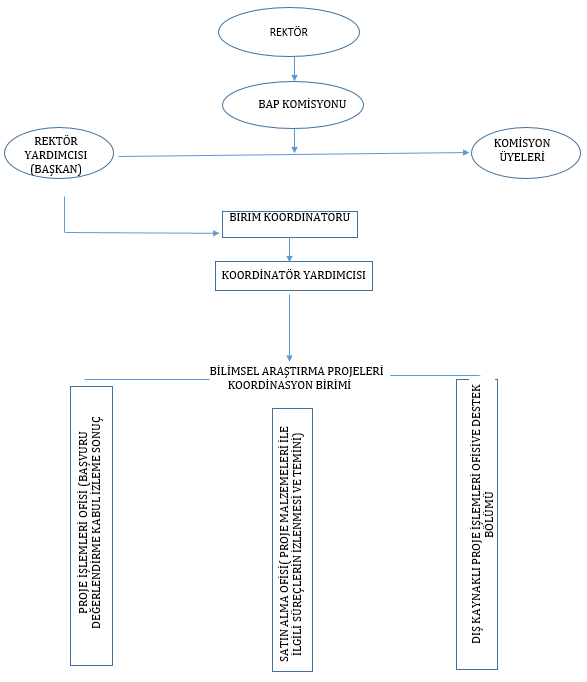 REKTÖR
BAP KOMİSYONU
REKTÖR
YARDIMCISI
(BAŞKAN)
KOMİSYON
ÜYELERİ
BİRİM KOORDİNATÖRÜ
KOORDİNATÖR YARDIMCISI
BİLİMSEL ARAŞTIRMA PROJELERİ
KOORDİNASYON BİRİMİ
PROJE İŞLEMLERİ OFİSİ (BAŞVURU
DEĞERLENDİRME KABUL İZLEME SONUÇ
SATIN ALMA OFİSİ( PROJE MALZEMELERİ İLE
İLGİLİ SÜREÇLERİN İZLENMESİ VE TEMİNİ)
DIŞ KAYNAKLI PROJE İŞLEMLERİ OFİSİVE DESTEK
BÖLÜMÜ